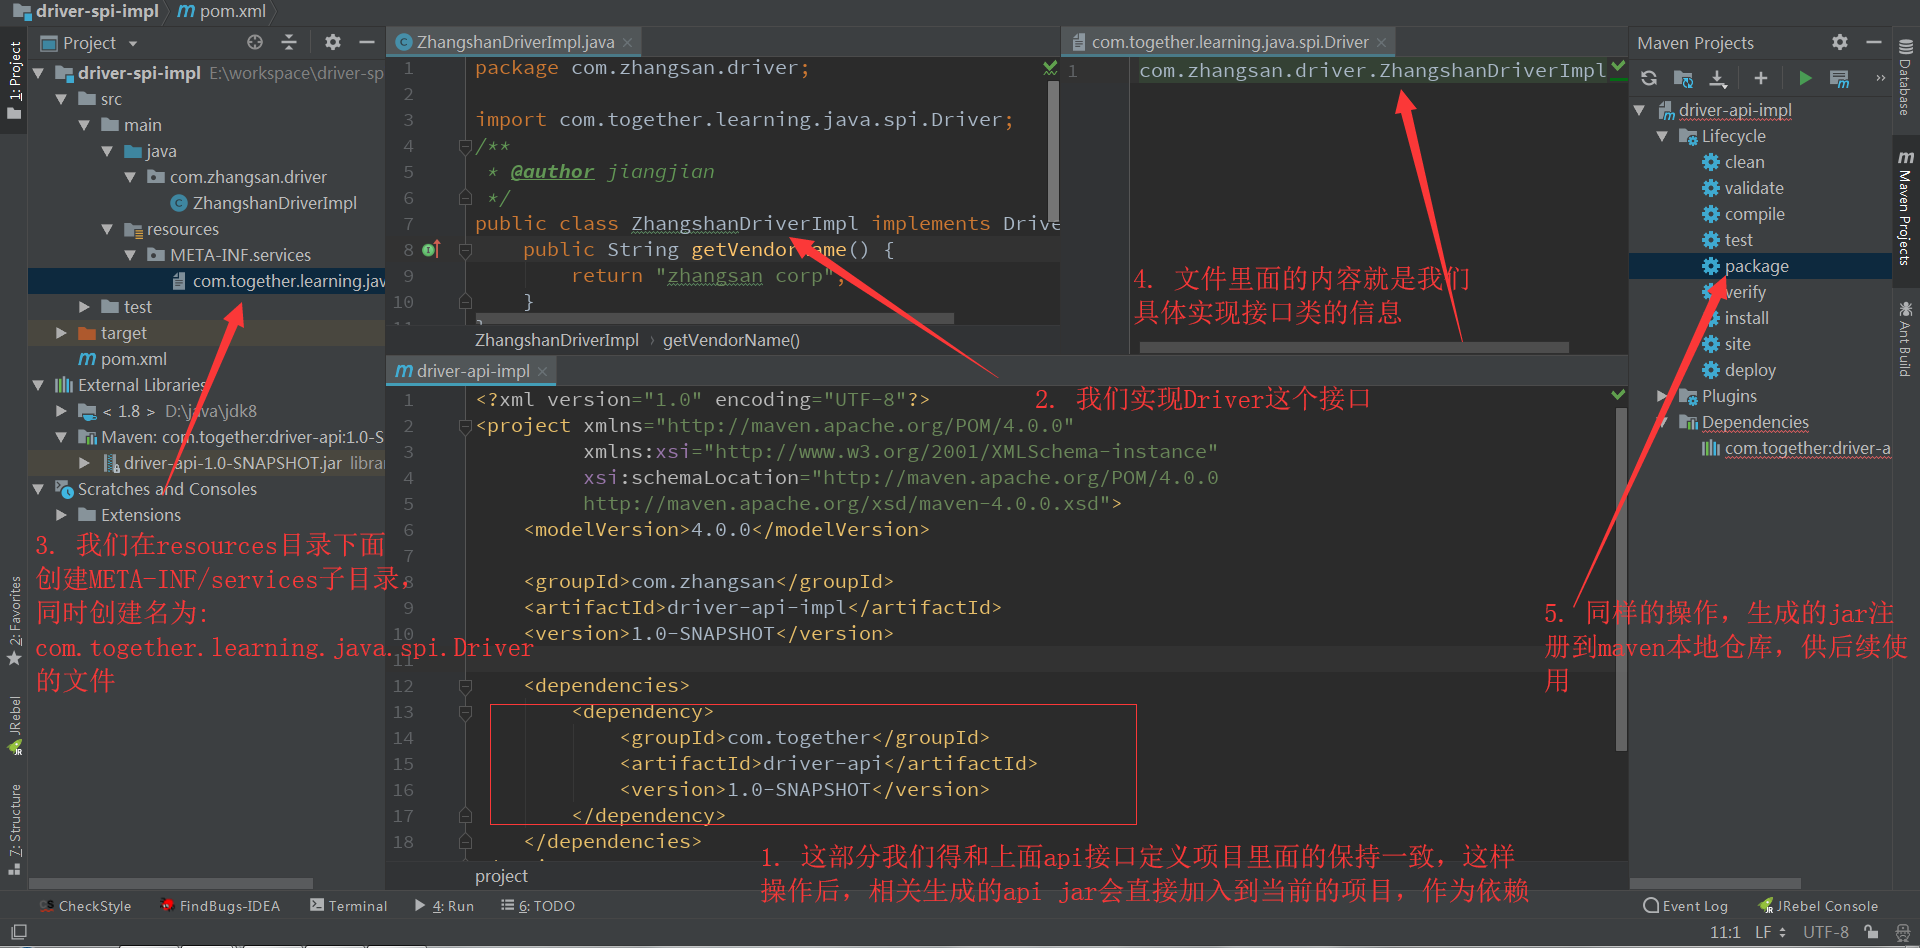 driver-spi-impl
pom.xml
1: Project
Project
ZhangshanDriverImpl.java
com.together.learning.java.spi.Driver
Maven Projects
driver-spi-impl E:\workspace\driver-sp
src
main
java
com.zhangsan.driver
ZhangshanDriverImpl
resources
META-INF.services
com.together.learning.jav
test
target
pom.xml
External Libraries
< 1.8 > D:\java\jdk8
Maven: com.together:driver-api:1.0-S
driver-api-1.0-SNAPSHOT.jar librar
Scratches and Consoles
Extensions
3. 我们在resources目录下面
创建META-INF/services子目录,
同时创建名为:
com.together.learning.java.spi.Driver
的文件
1 package com.zhangsan.driver;
2
3 import com.together.learning.java.spi.Driver;
4 /**
5 * @author jiangjian
6 */
7 public class ZhangshanDriverImpl implements Drive
8 public String getVendorName() {
9 return "zhangsan corp";
10 }
ZhangshanDriverImpl › getVendorName()
1 com.zhangsan.driver.ZhangshanDriverImpl
4. 文件里面的内容就是我们
具体实现接口类的信息
2. 我们实现Driver这个接口
driver-api-impl
1 <?xml version="1.0" encoding="UTF-8"?>
2 <project xmlns="http://maven.apache.org/POM/4.0.0"
3 xmlns:xsi="http://www.w3.org/2001/XMLSchema-instance"
4 xsi:schemaLocation="http://maven.apache.org/POM/4.0.0
5 http://maven.apache.org/xsd/maven-4.0.0.xsd">
6 <modelVersion>4.0.0</modelVersion>
7
8 <groupId>com.zhangsan</groupId>
9 <artifactId>driver-api-impl</artifactId>
10 <version>1.0-SNAPSHOT</version>
11
12 <dependencies>
13 <dependency>
14 <groupId>com.together</groupId>
15 <artifactId>driver-api</artifactId>
16 <version>1.0-SNAPSHOT</version>
17 </dependency>
18 </dependencies>
project
1. 这部分我们得和上面api接口定义项目里面的保持一致, 这样
操作后, 相关生成的api jar会直接加入到当前的项目, 作为依赖
driver-api-impl
Lifecycle
clean
validate
compile
test
package
verify
install
site
deploy
Plugins
Dependencies
com.together:driver-a
5. 同样的操作, 生成的jar注
册到maven本地仓库, 供后续使
用
Database
m Maven Projects
Ant Build
2: Favorites
JRebel
Z: Structure
CheckStyle
FindBugs-IDEA
Terminal
4: Run
6: TODO
Event Log
JRebel Console
11:1 LF UTF-8